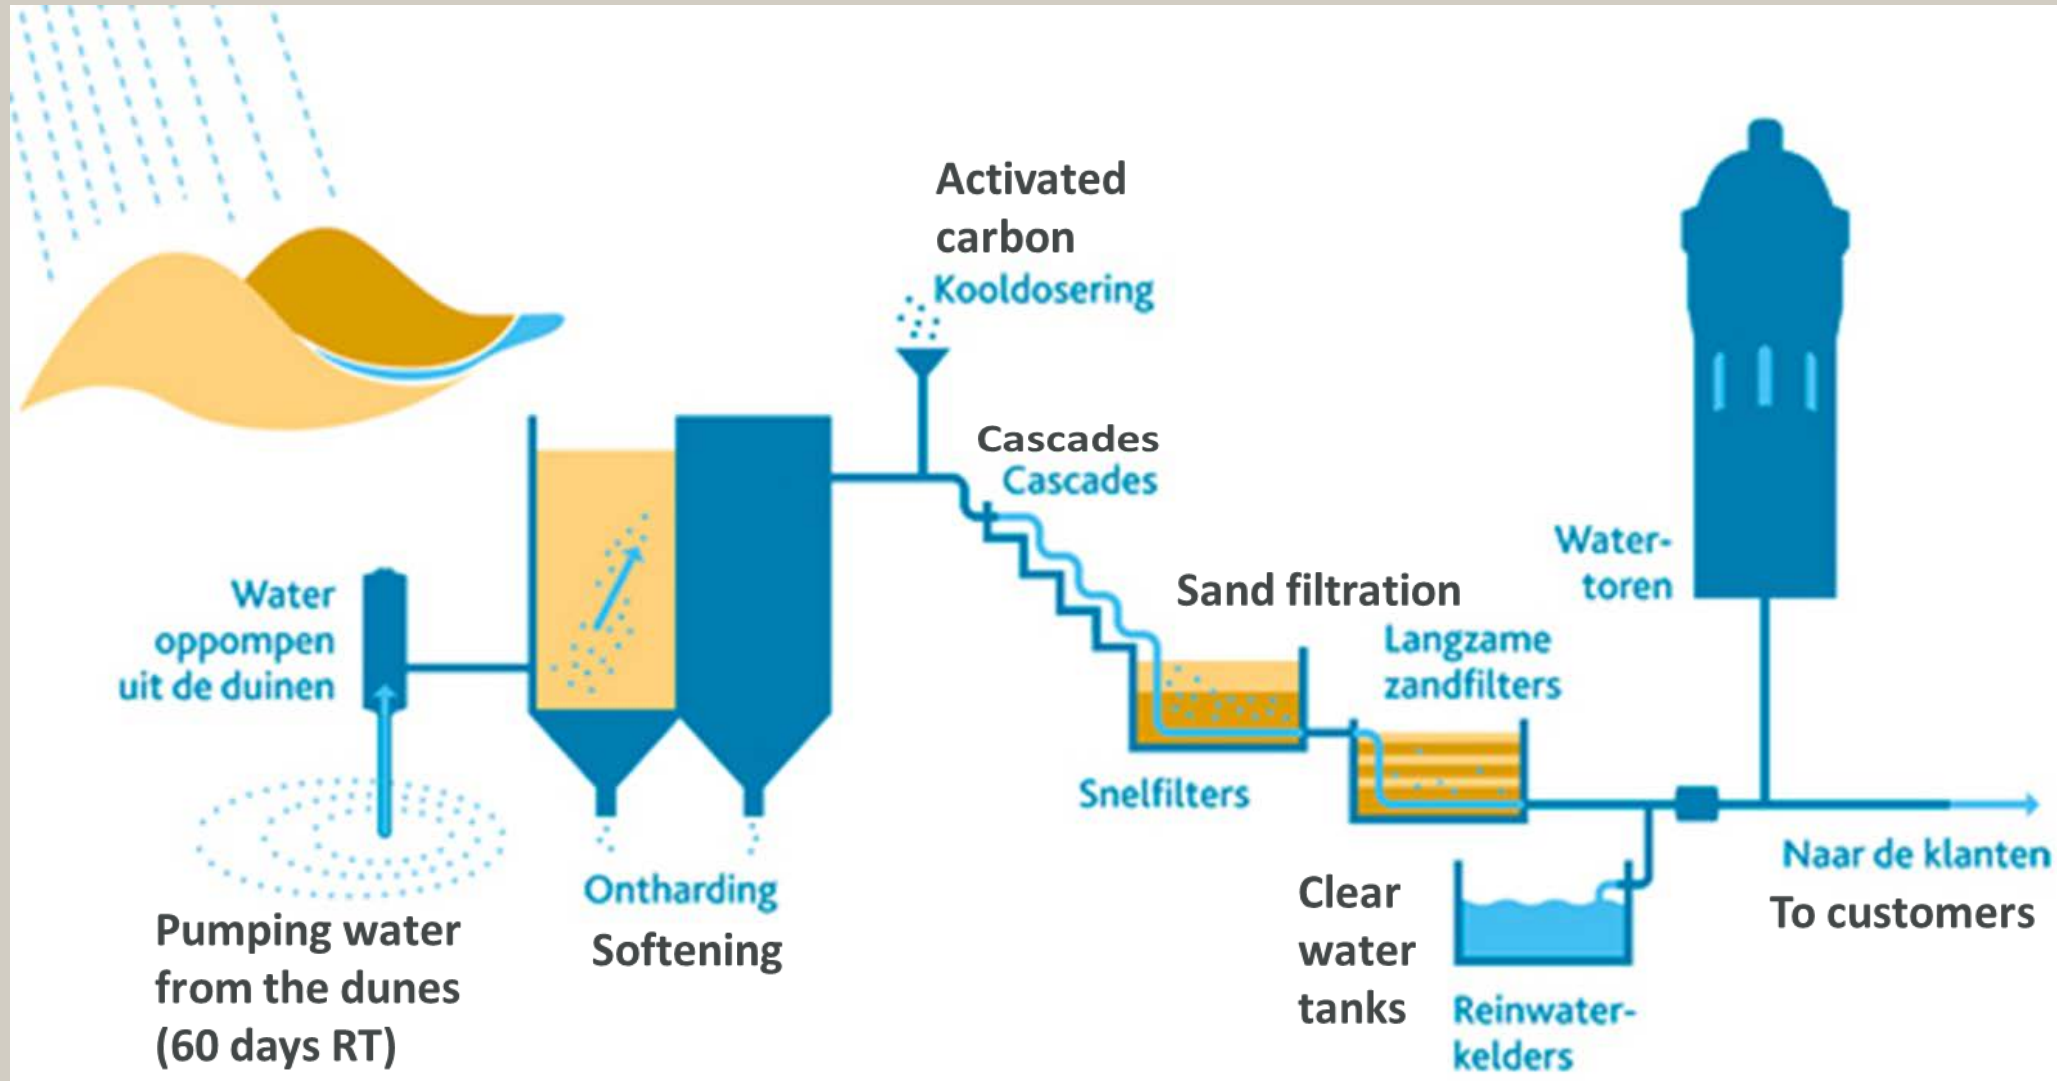 Activated
carbon
Kooldosering
Cascades
Cascades
Water-
toren
Sand filtration
Langzame
zandfilters
Water
oppompen
uit de duinen
Snelfilters
Naar de klanten
To customers
Ontharding
Softening
Clear
water
tanks
Reinwater-
kelders
Pumping water
from the dunes
(60 days RT)